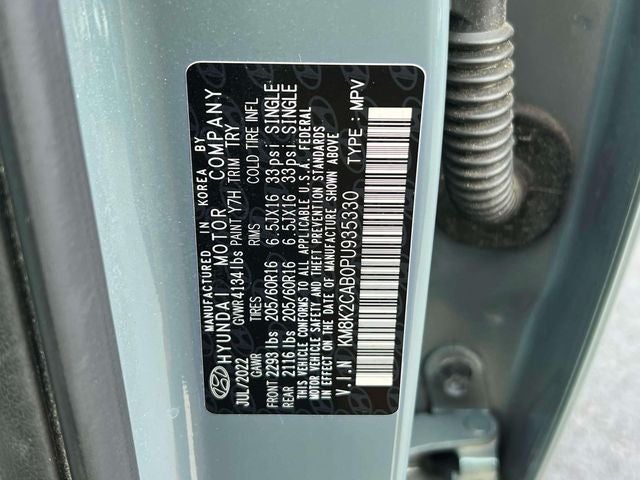 MANUFACTURED IN KOREA BY
HYUNDAI MOTOR COMPANY
JUL/2022 GVWR 4134 lbs PAINT Y7H TRIM TRY
GAWR TIRES RIMS COLD TIRE INFL
FRONT 2293 lbs 205/60R16 6.5JX16 33psi SINGLE
REAR 2116 lbs 205/60R16 6.5JX16 33psi SINGLE
THIS VEHICLE CONFORMS TO ALL APPLICABLE U.S.A. FEDERAL
MOTOR VEHICLE SAFETY AND THEFT PREVENTION STANDARDS
IN EFFECT ON THE DATE OF MANUFACTURE SHOWN ABOVE
V.I.N KM8K2CAB0PU935330 TYPE : MPV